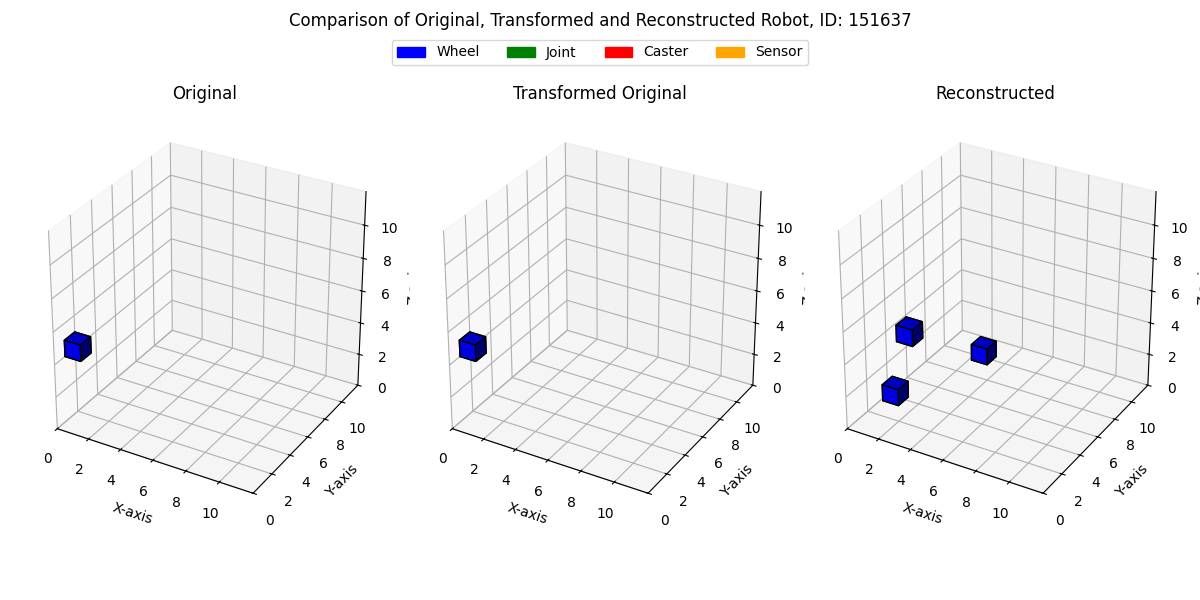 Comparison of Original, Transformed and Reconstructed Robot, ID: 151637
Wheel Joint Caster Sensor
Original
0 2 4 6 8 10
X-axis
0 2 4 6 8 10
Y-axis
0 2 4 6 8 10
Transformed Original
0 2 4 6 8 10
X-axis
0 2 4 6 8 10
Y-axis
0 2 4 6 8 10
Reconstructed
0 2 4 6 8 10
X-axis
0 2 4 6 8 10
Y-axis
0 2 4 6 8 10